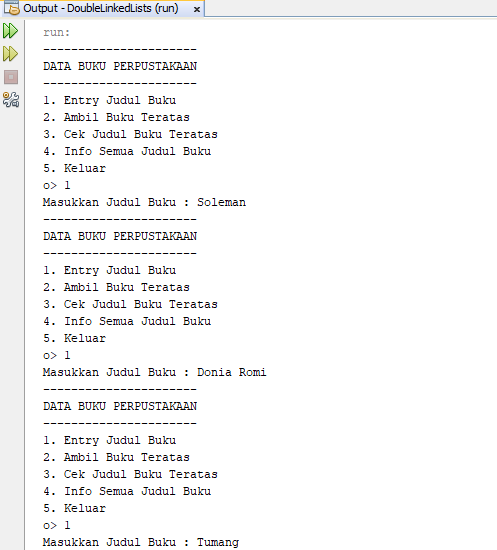 Output - DoubleLinkedLists (run) ×
run:
----------------------
DATA BUKU PERPUSTAKAAN
----------------------
1. Entry Judul Buku
2. Ambil Buku Teratas
3. Cek Judul Buku Teratas
4. Info Semua Judul Buku
5. Keluar
o> 1
Masukkan Judul Buku : Soleman
----------------------
DATA BUKU PERPUSTAKAAN
----------------------
1. Entry Judul Buku
2. Ambil Buku Teratas
3. Cek Judul Buku Teratas
4. Info Semua Judul Buku
5. Keluar
o> 1
Masukkan Judul Buku : Donia Romi
----------------------
DATA BUKU PERPUSTAKAAN
----------------------
1. Entry Judul Buku
2. Ambil Buku Teratas
3. Cek Judul Buku Teratas
4. Info Semua Judul Buku
5. Keluar
o> 1
Masukkan Judul Buku : Tumang